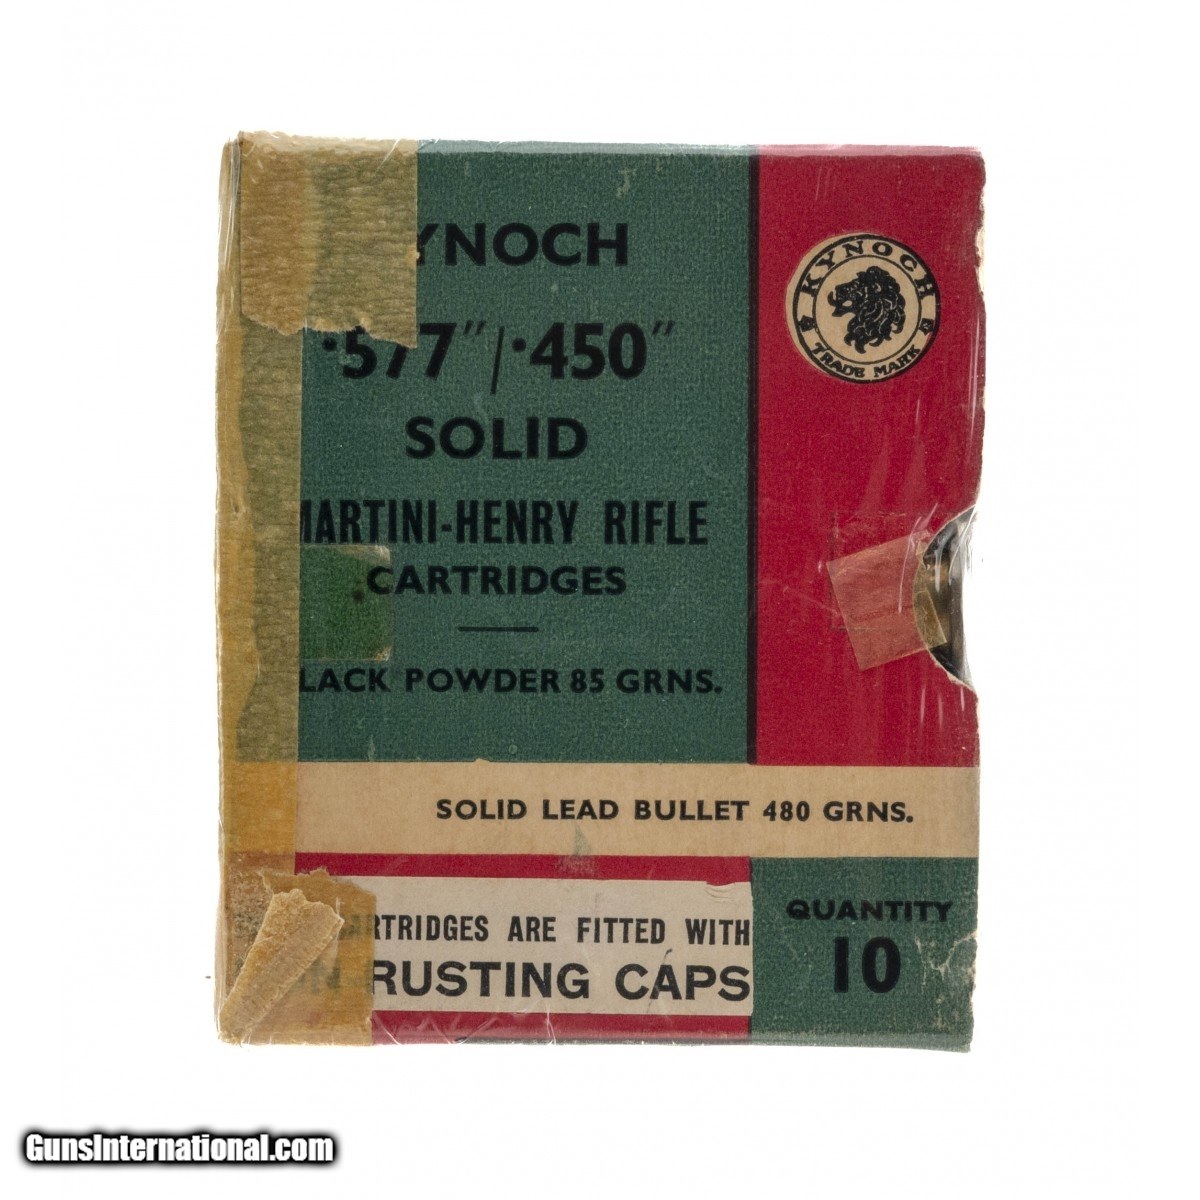 YNOCH
KYNOCH
TRADE MARK
·577"/·450"
SOLID
MARTINI-HENRY RIFLE
CARTRIDGES
LACK POWDER 85 GRNS.
SOLID LEAD BULLET 480 GRNS.
ARTRIDGES ARE FITTED WITH
N RUSTING CAPS
QUANTITY
10
GunsInternational.com